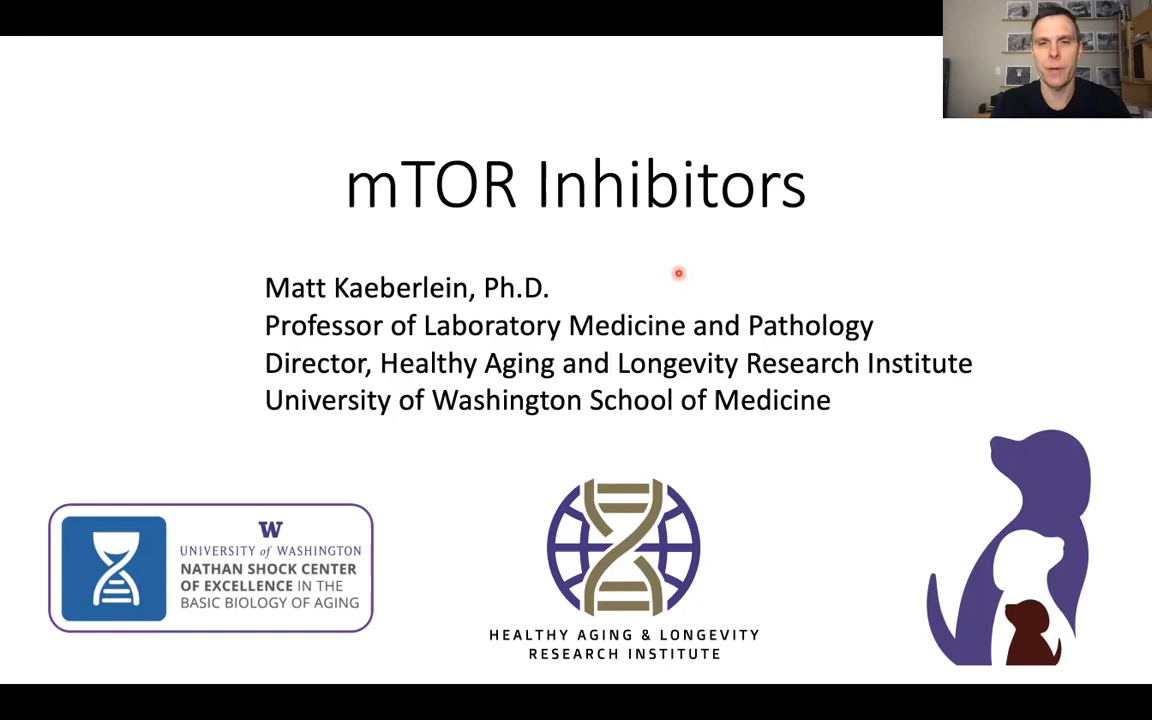 mTOR Inhibitors
Matt Kaeberlein, Ph.D.
Professor of Laboratory Medicine and Pathology
Director, Healthy Aging and Longevity Research Institute
University of Washington School of Medicine
W
UNIVERSITY of WASHINGTON
NATHAN SHOCK CENTER
OF EXCELLENCE IN THE
BASIC BIOLOGY OF AGING
HEALTHY AGING & LONGEVITY
RESEARCH INSTITUTE